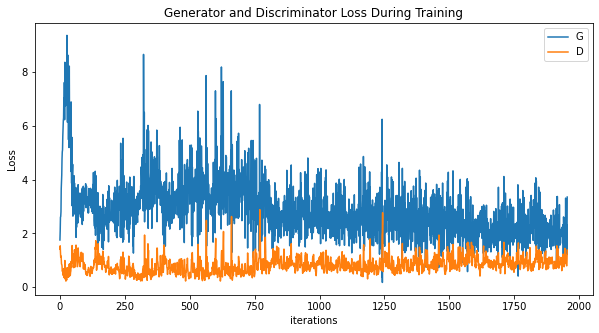 Generator and Discriminator Loss During Training
G
D
8
6
4
2
0
Loss
0 250 500 750 1000 1250 1500 1750 2000
iterations